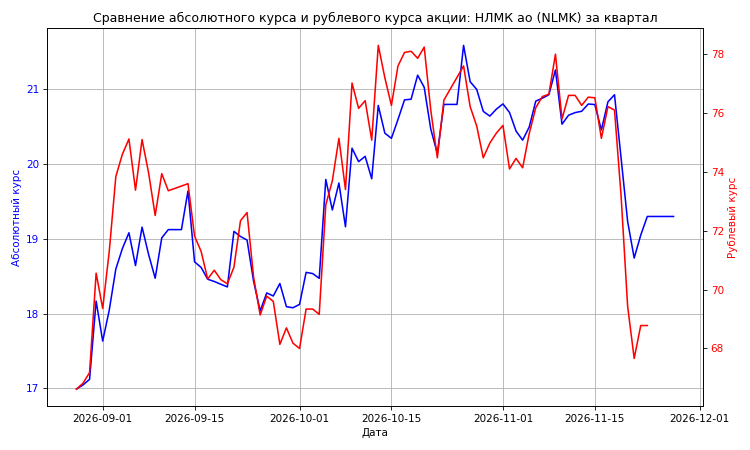 Сравнение абсолютного курса и рублевого курса акции: НЛМК ао (NLMK) за квартал
Абсолютный курс
21
20
19
18
17
78
76
74
72
70
68
Рублевый курс
2026-09-01 2026-09-15 2026-10-01 2026-10-15 2026-11-01 2026-11-15 2026-12-01
Дата